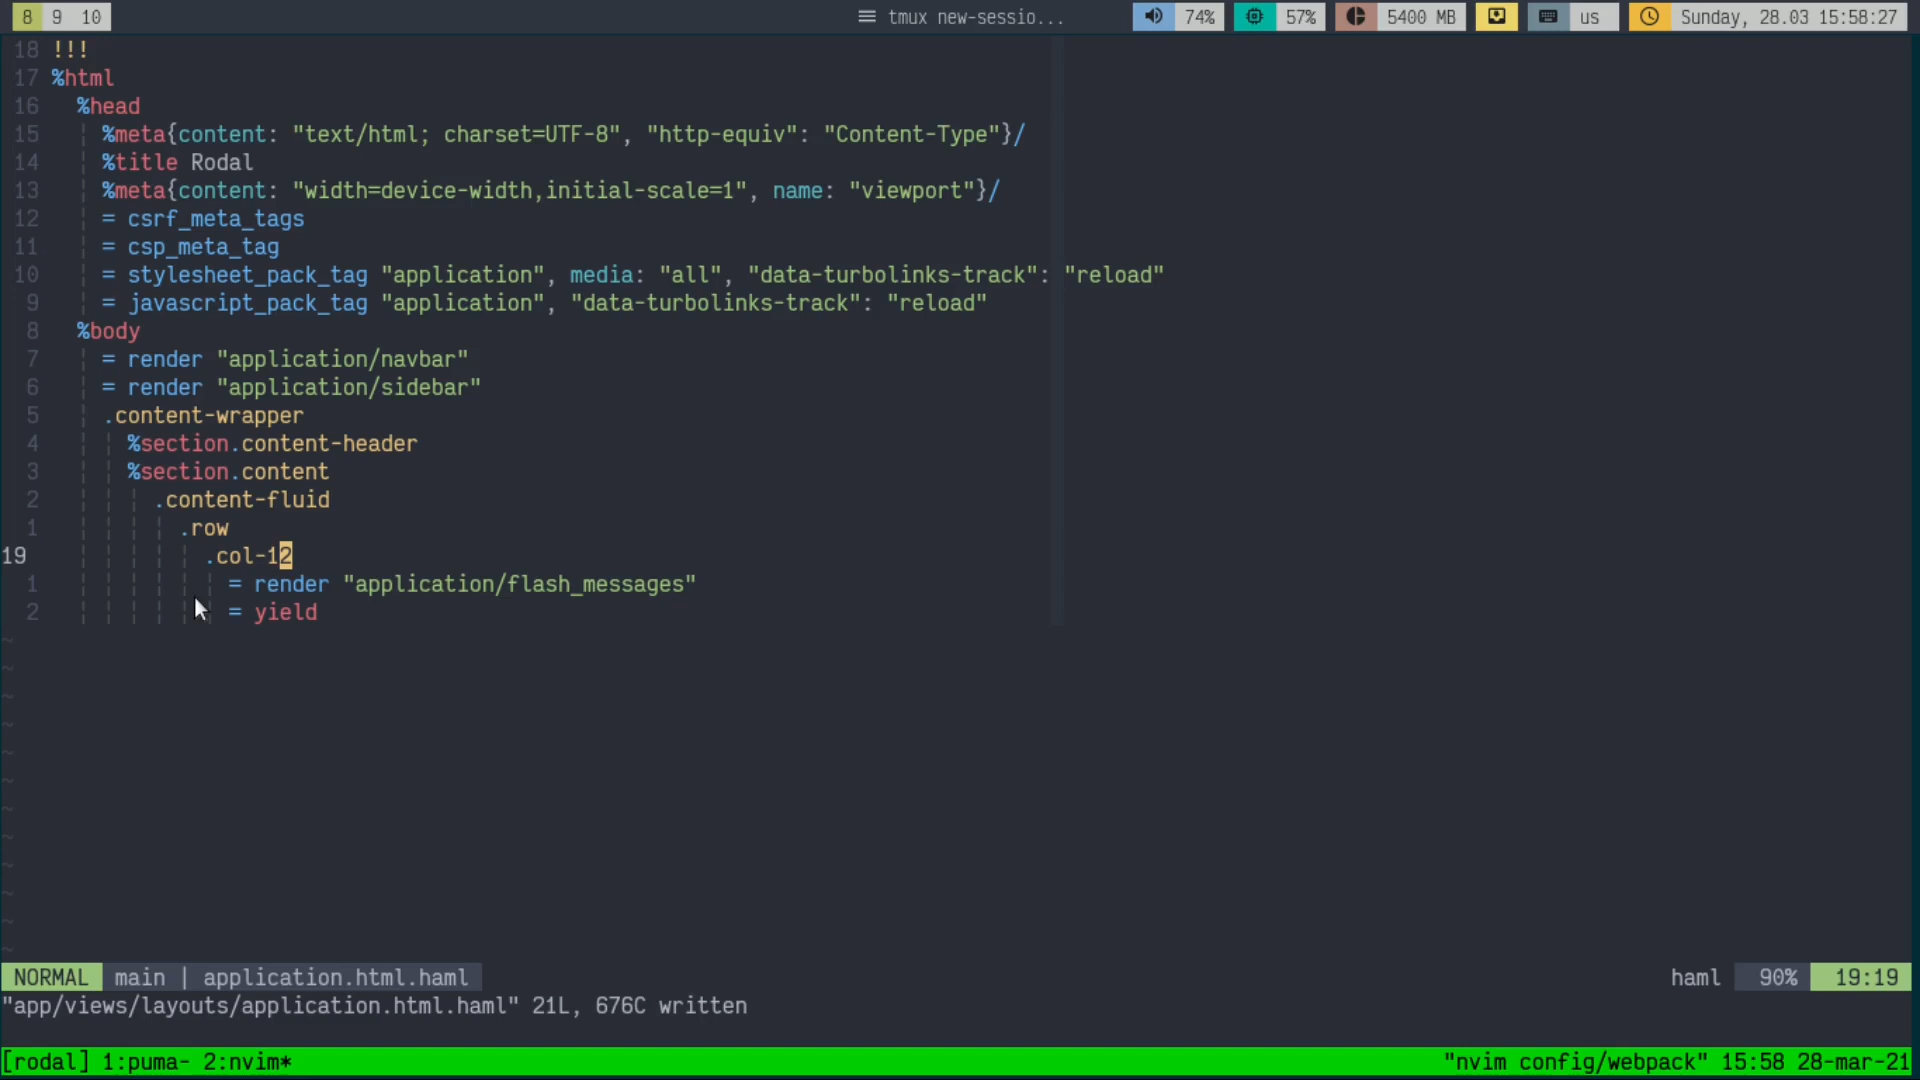 8 9 10 tmux new-sessio... 74% 57% 5400 MB us Sunday, 28.03 15:58:27
18 !!!
17 %html
16   %head
15     %meta{content: "text/html; charset=UTF-8", "http-equiv": "Content-Type"}/
14     %title Rodal
13     %meta{content: "width=device-width,initial-scale=1", name: "viewport"}/
12     = csrf_meta_tags
11     = csp_meta_tag
10     = stylesheet_pack_tag "application", media: "all", "data-turbolinks-track": "reload"
9     = javascript_pack_tag "application", "data-turbolinks-track": "reload"
8   %body
7     = render "application/navbar"
6     = render "application/sidebar"
5     .content-wrapper
4       %section.content-header
3       %section.content
2         .content-fluid
1           .row
19             .col-12
1               = render "application/flash_messages"
2               = yield
~
~
~
~
~
~
~
~
~
~
~
~
NORMAL main | application.html.haml haml 90% 19:19
"app/views/layouts/application.html.haml" 21L, 676C written
[rodal] 1:puma- 2:nvim* "nvim config/webpack" 15:58 28-mar-21